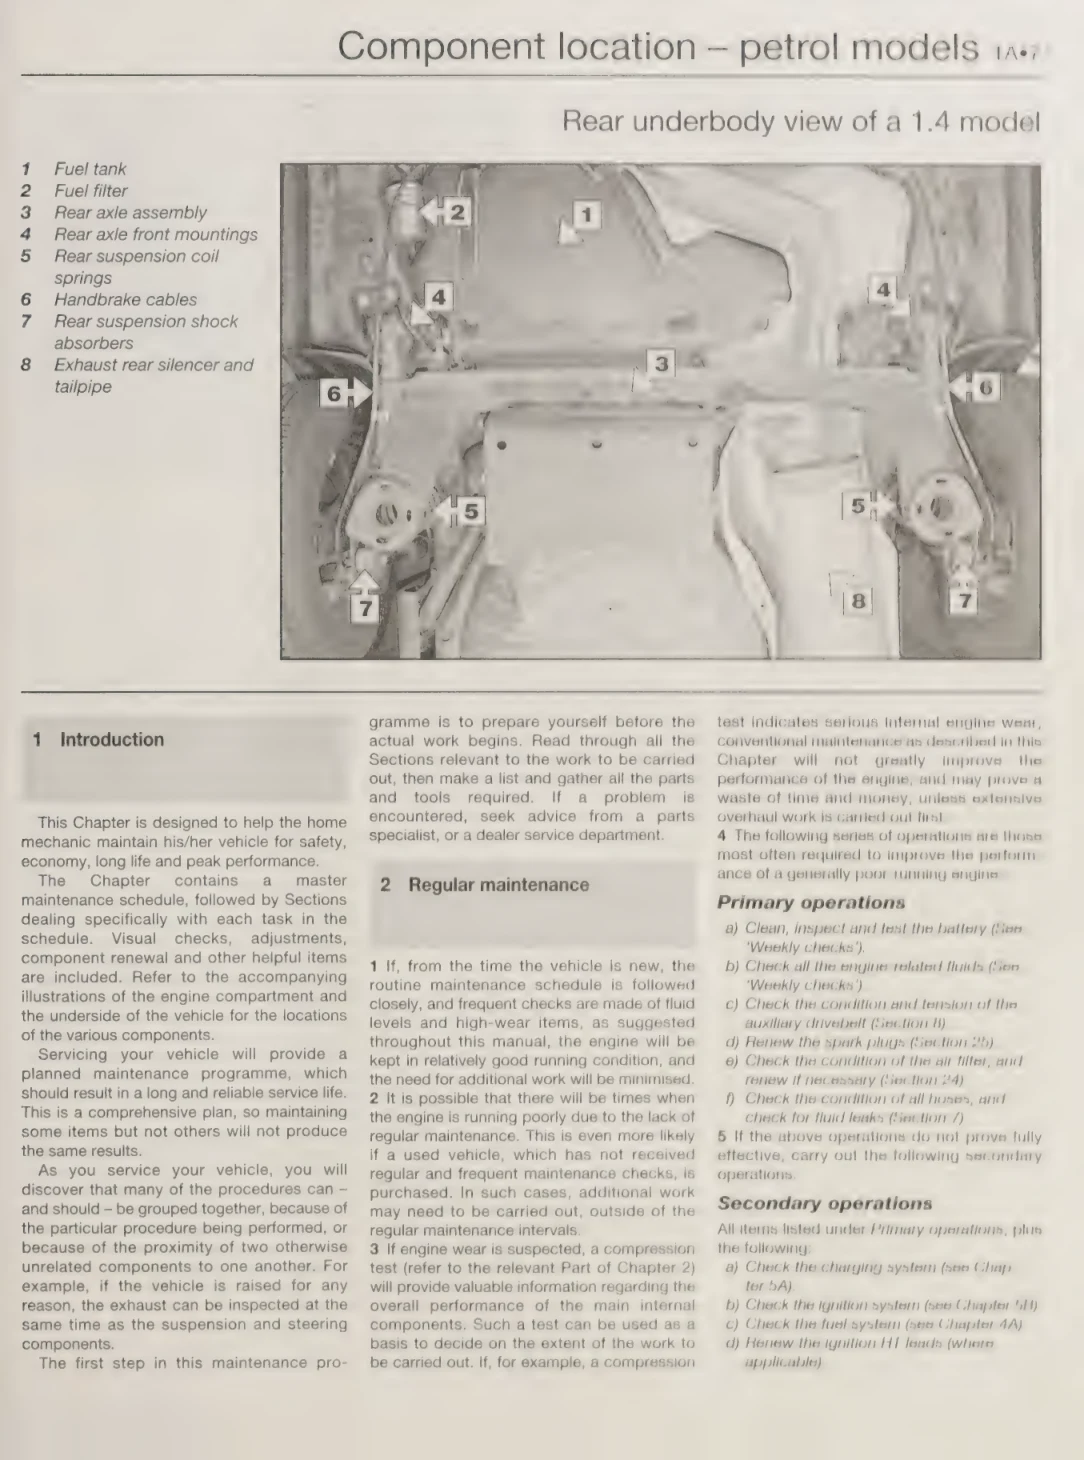 Component location – petrol models 1A•7
Rear underbody view of a 1.4 model
1 Fuel tank
2 Fuel filter
3 Rear axle assembly
4 Rear axle front mountings
5 Rear suspension coil
springs
6 Handbrake cables
7 Rear suspension shock
absorbers
8 Exhaust rear silencer and
tailpipe
2
1
4
4
3
6
6
5
5
7
8
7
1 Introduction
This Chapter is designed to help the home
mechanic maintain his/her vehicle for safety,
economy, long life and peak performance.
The Chapter contains a master
maintenance schedule, followed by Sections
dealing specifically with each task in the
schedule. Visual checks, adjustments,
component renewal and other helpful items
are included. Refer to the accompanying
illustrations of the engine compartment and
the underside of the vehicle for the locations
of the various components.
Servicing your vehicle will provide a
planned maintenance programme, which
should result in a long and reliable service life.
This is a comprehensive plan, so maintaining
some items but not others will not produce
the same results.
As you service your vehicle, you will
discover that many of the procedures can –
and should – be grouped together, because of
the particular procedure being performed, or
because of the proximity of two otherwise
unrelated components to one another. For
example, if the vehicle is raised for any
reason, the exhaust can be inspected at the
same time as the suspension and steering
components.
The first step in this maintenance pro-
gramme is to prepare yourself before the
actual work begins. Read through all the
Sections relevant to the work to be carried
out, then make a list and gather all the parts
and tools required. If a problem is
encountered, seek advice from a parts
specialist, or a dealer service department.
2 Regular maintenance
1 If, from the time the vehicle is new, the
routine maintenance schedule is followed
closely, and frequent checks are made of fluid
levels and high-wear items, as suggested
throughout this manual, the engine will be
kept in relatively good running condition, and
the need for additional work will be minimised.
2 It is possible that there will be times when
the engine is running poorly due to the lack of
regular maintenance. This is even more likely
if a used vehicle, which has not received
regular and frequent maintenance checks, is
purchased. In such cases, additional work
may need to be carried out, outside of the
regular maintenance intervals.
3 If engine wear is suspected, a compression
test (refer to the relevant Part of Chapter 2)
will provide valuable information regarding the
overall performance of the main internal
components. Such a test can be used as a
basis to decide on the extent of the work to
be carried out. If, for example, a compression
test indicates serious internal engine wear,
conventional maintenance as described in this
Chapter will not greatly improve the
performance of the engine, and may prove a
waste of time and money, unless extensive
overhaul work is carried out first.
4 The following series of operations are those
most often required to improve the perform-
ance of a generally poor running engine
Primary operations
a) Clean, inspect and test the battery (See
'Weekly checks').
b) Check all the engine related fluids (See
'Weekly checks')
c) Check the condition and tension of the
auxiliary drivebelt (Section 8)
d) Renew the spark plugs (Section 25)
e) Check the condition of the air filter, and
renew if necessary (Section 24)
f) Check the condition of all hoses, and
check for fluid leaks (Section 7)
5 If the above operations do not prove fully
effective, carry out the following secondary
operations.
Secondary operations
All items listed under Primary operations, plus
the following:
a) Check the charging system (see Chap-
ter 5A)
b) Check the ignition system (see Chapter 5B)
c) Check the fuel system (see Chapter 4A)
d) Renew the ignition HT leads (where
applicable)